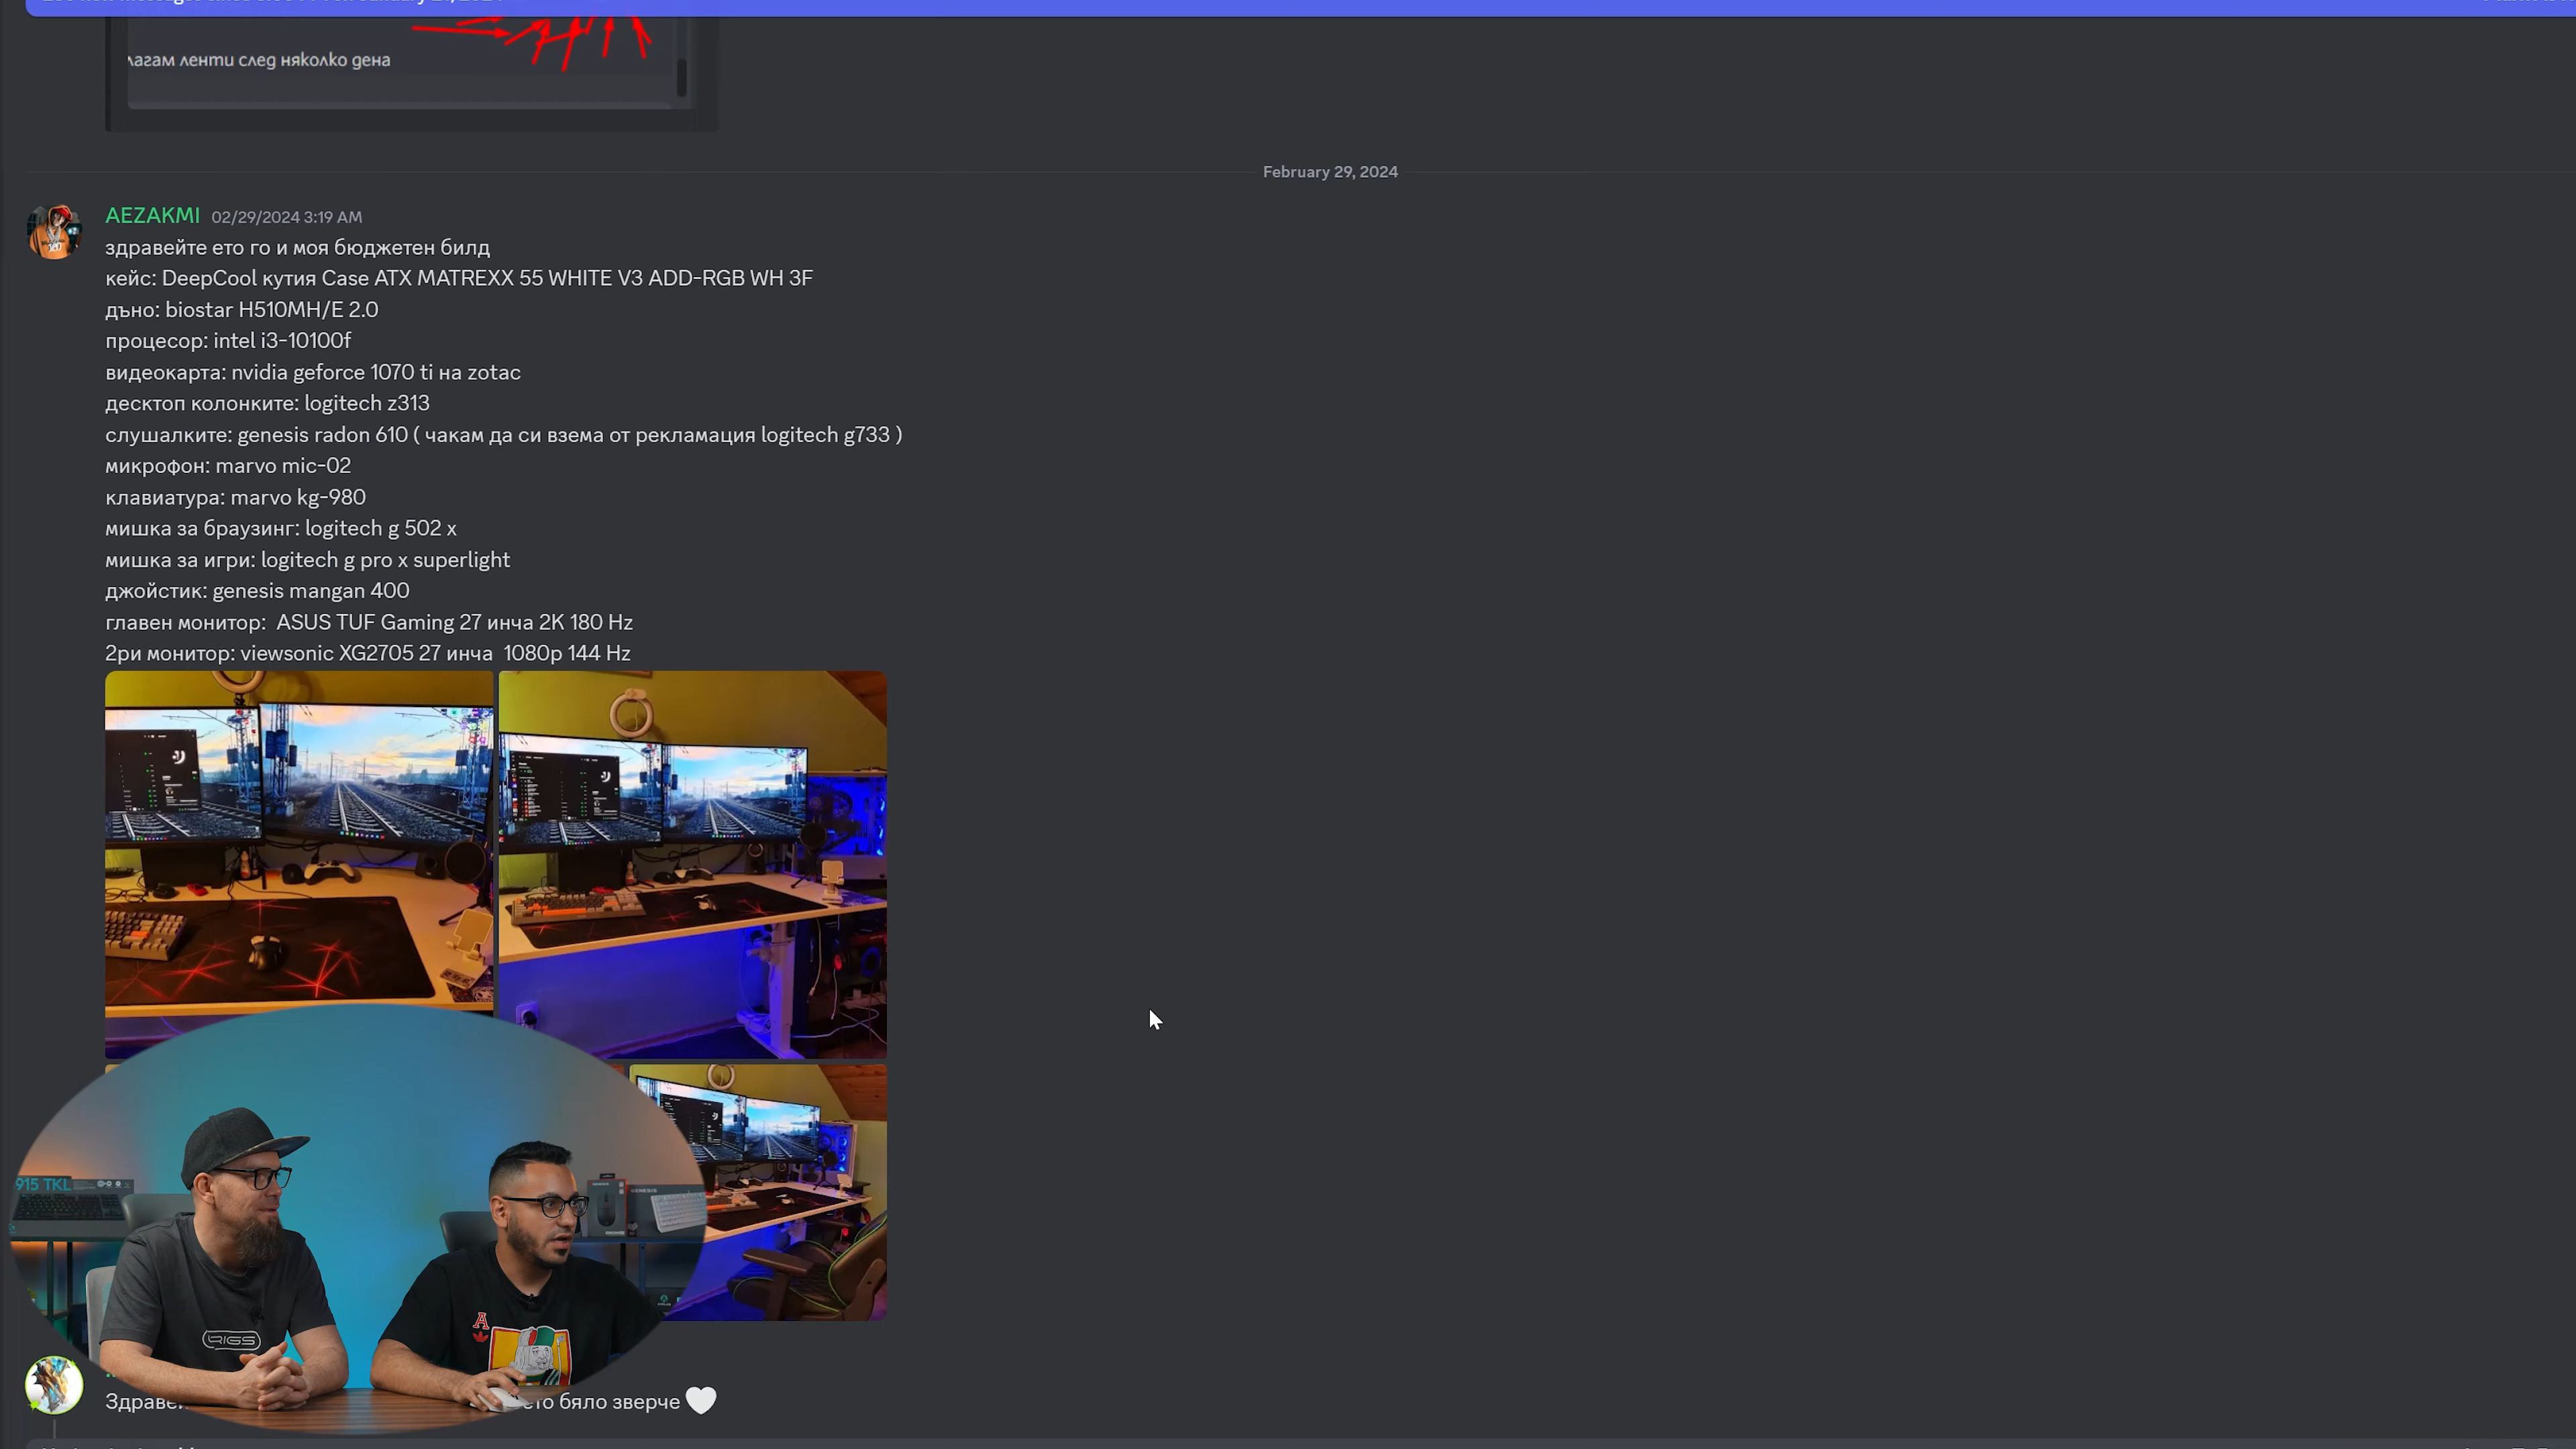 лагам ленти след няколко дена
February 29, 2024
AEZAKMI 02/29/2024 3:19 AM
здравейте ето го и моя бюджетен билд
кейс: DeepCool кутия Case ATX MATREXX 55 WHITE V3 ADD-RGB WH 3F
дъно: biostar H510MH/E 2.0
процесор: intel i3-10100f
видеокарта: nvidia geforce 1070 ti на zotac
десктоп колонките: logitech z313
слушалките: genesis radon 610 ( чакам да си взема от рекламация logitech g733 )
микрофон: marvo mic-02
клавиатура: marvo kg-980
мишка за браузинг: logitech g 502 x
мишка за игри: logitech g pro x superlight
джойстик: genesis mangan 400
главен монитор:  ASUS TUF Gaming 27 инча 2K 180 Hz
2ри монитор: viewsonic XG2705 27 инча  1080p 144 Hz
915 TKL
GENESIS
RIGS
A
бяло зверче